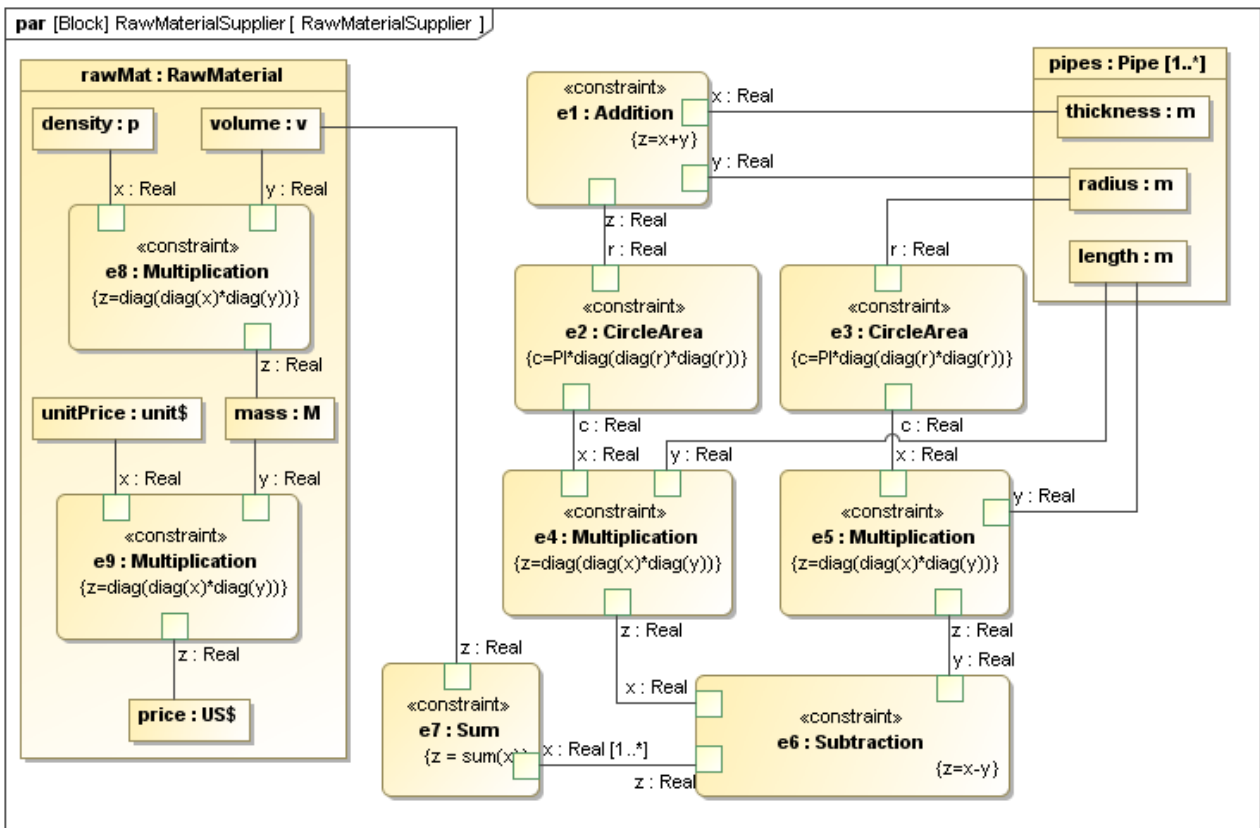 par [Block] RawMaterialSupplier [ RawMaterialSupplier ]
rawMat : RawMaterial
density : p
volume : v
x : Real
y : Real
«constraint»
e8 : Multiplication
{z=diag(diag(x)*diag(y))}
z : Real
unitPrice : unit$
mass : M
x : Real
y : Real
«constraint»
e9 : Multiplication
{z=diag(diag(x)*diag(y))}
z : Real
price : US$
«constraint»
e1 : Addition
{z=x+y}
x : Real
y : Real
z : Real
r : Real
pipes : Pipe [1..*]
thickness : m
radius : m
length : m
r : Real
«constraint»
e2 : CircleArea
{c=PI*diag(diag(r)*diag(r))}
c : Real
x : Real
y : Real
«constraint»
e3 : CircleArea
{c=PI*diag(diag(r)*diag(r))}
c : Real
x : Real
y : Real
«constraint»
e4 : Multiplication
{z=diag(diag(x)*diag(y))}
z : Real
x : Real
«constraint»
e5 : Multiplication
{z=diag(diag(x)*diag(y))}
z : Real
y : Real
z : Real
«constraint»
e7 : Sum
{z = sum(x)
x : Real [1..*]
z : Real
«constraint»
e6 : Subtraction
{z=x-y}